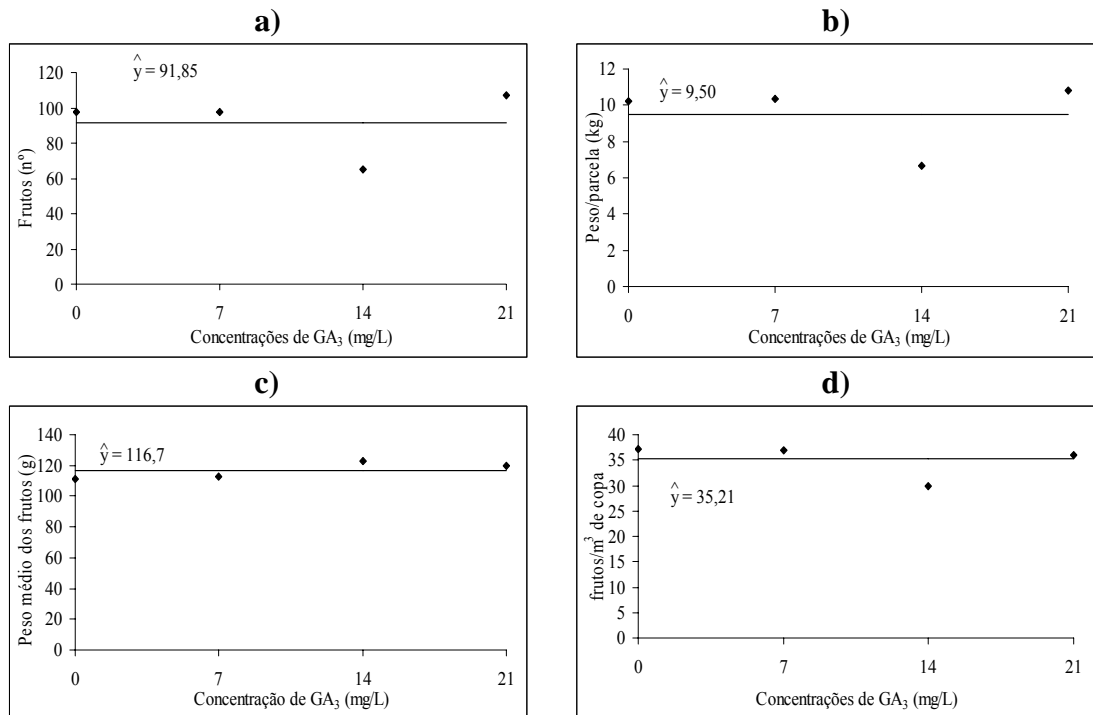 a)
ŷ = 91,85
Frutos (nº)
120
100
80
60
40
20
0
0 7 14 21
Concentrações de GA₃ (mg/L)
b)
ŷ = 9,50
Peso/parcela (kg)
12
10
8
6
4
2
0
0 7 14 21
Concentrações de GA₃ (mg/L)
c)
ŷ = 116,7
Peso médio dos frutos (g)
140
120
100
80
60
40
20
0
0 7 14 21
Concentração de GA₃ (mg/L)
d)
ŷ = 35,21
frutos/m³ de copa
40
35
30
25
20
15
10
5
0
0 7 14 21
Concentrações de GA₃ (mg/L)